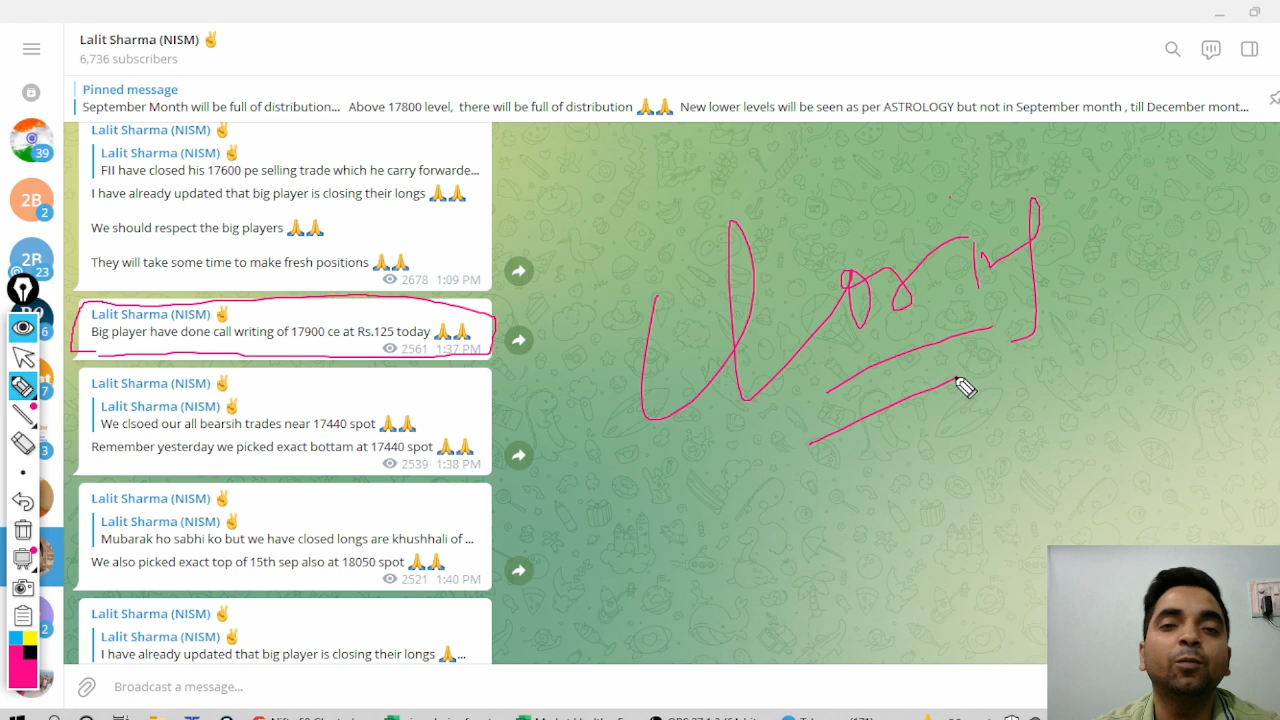 Lalit Sharma (NISM) ✌
6,736 subscribers
Pinned message
September Month will be full of distribution... Above 17800 level, there will be full of distribution 🙏🙏 New lower levels will be seen as per ASTROLOGY but not in September month , till December mont...
Lalit Sharma (NISM) ✌
Lalit Sharma (NISM) ✌
FII have closed his 17600 pe selling trade which he carry forwarde...
I have already updated that big player is closing their longs 🙏🙏
We should respect the big players 🙏🙏
They will take some time to make fresh positions 🙏🙏
2678 1:09 PM
Lalit Sharma (NISM) ✌
Big player have done call writing of 17900 ce at Rs.125 today 🙏🙏
2561 1:37 PM
Lalit Sharma (NISM) ✌
Lalit Sharma (NISM) ✌
We clsoed our all bearsih trades near 17440 spot 🙏🙏
Remember yesterday we picked exact bottam at 17440 spot 🙏🙏
2539 1:38 PM
Lalit Sharma (NISM) ✌
Lalit Sharma (NISM) ✌
Mubarak ho sabhi ko but we have closed longs are khushhali of ...
We also picked exact top of 15th sep also at 18050 spot 🙏🙏
2521 1:40 PM
Lalit Sharma (NISM) ✌
Lalit Sharma (NISM) ✌
I have already updated that big player is closing their longs 🙏...
Broadcast a message...
39
2B
2
2B
23
6
7
3
2